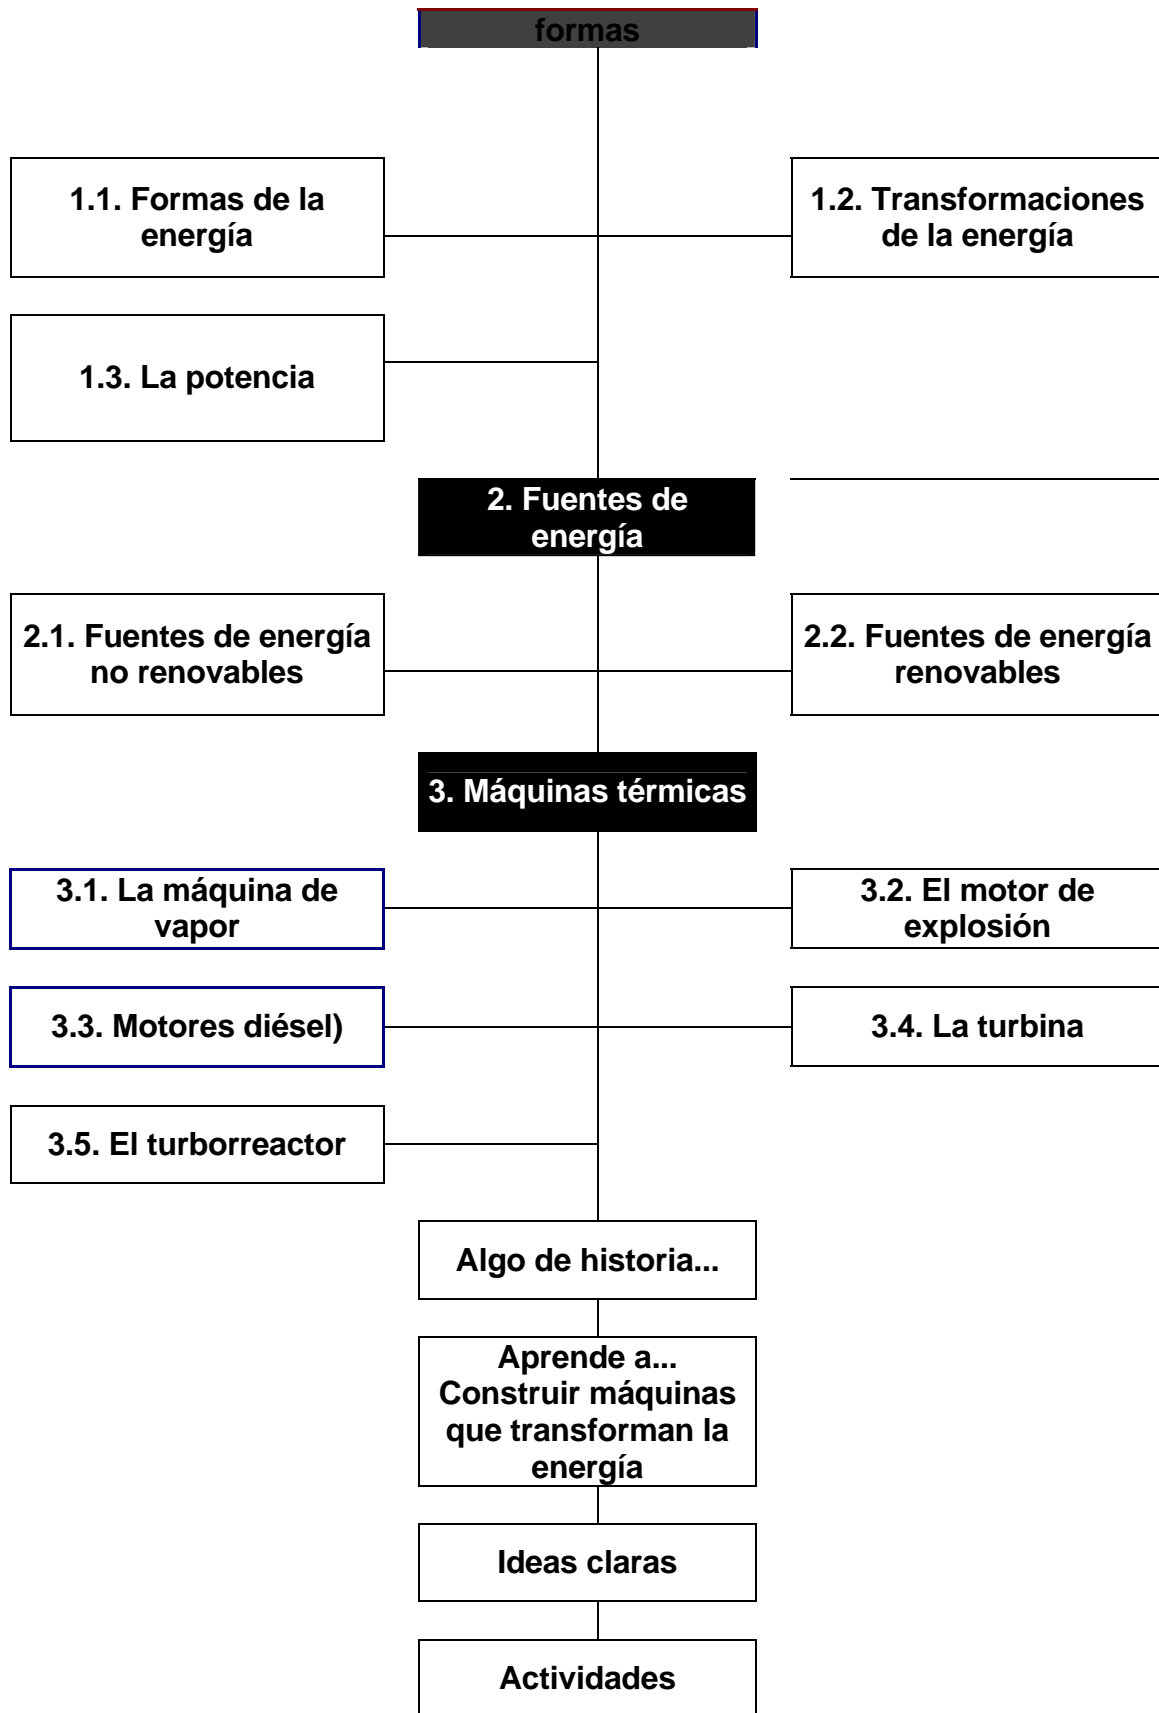 formas
1.1. Formas de la
energía
1.2. Transformaciones
de la energía
1.3. La potencia
2. Fuentes de
energía
2.1. Fuentes de energía
no renovables
2.2. Fuentes de energía
renovables
3. Máquinas térmicas
3.1. La máquina de
vapor
3.2. El motor de
explosión
3.3. Motores diésel)
3.4. La turbina
3.5. El turborreactor
Algo de historia...
Aprende a...
Construir máquinas
que transforman la
energía
Ideas claras
Actividades